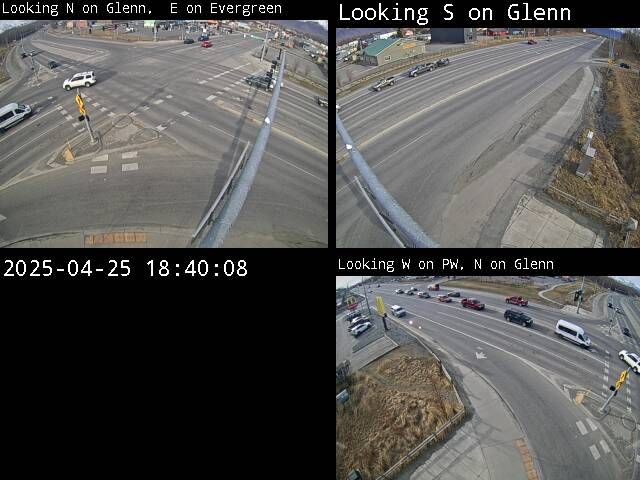 Looking N on Glenn,  E on Evergreen
Looking S on Glenn
2025-04-25 18:40:08
Looking W on PW, N on Glenn